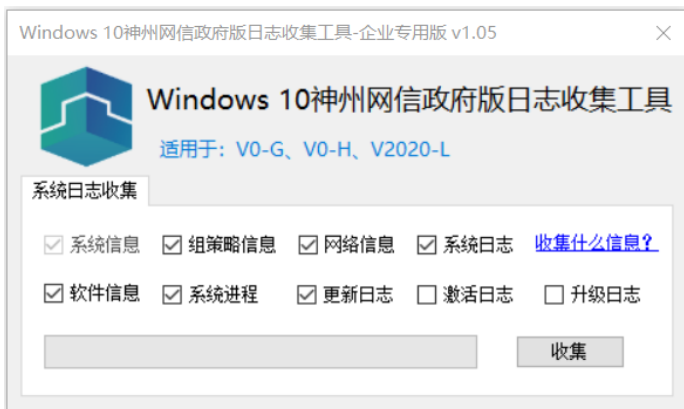 Windows 10神州网信政府版日志收集工具-企业专用版 v1.05
Windows 10神州网信政府版日志收集工具
适用于：V0-G、V0-H、V2020-L
系统日志收集
系统信息 组策略信息 网络信息 系统日志 收集什么信息？
软件信息 系统进程 更新日志 激活日志 升级日志
收集